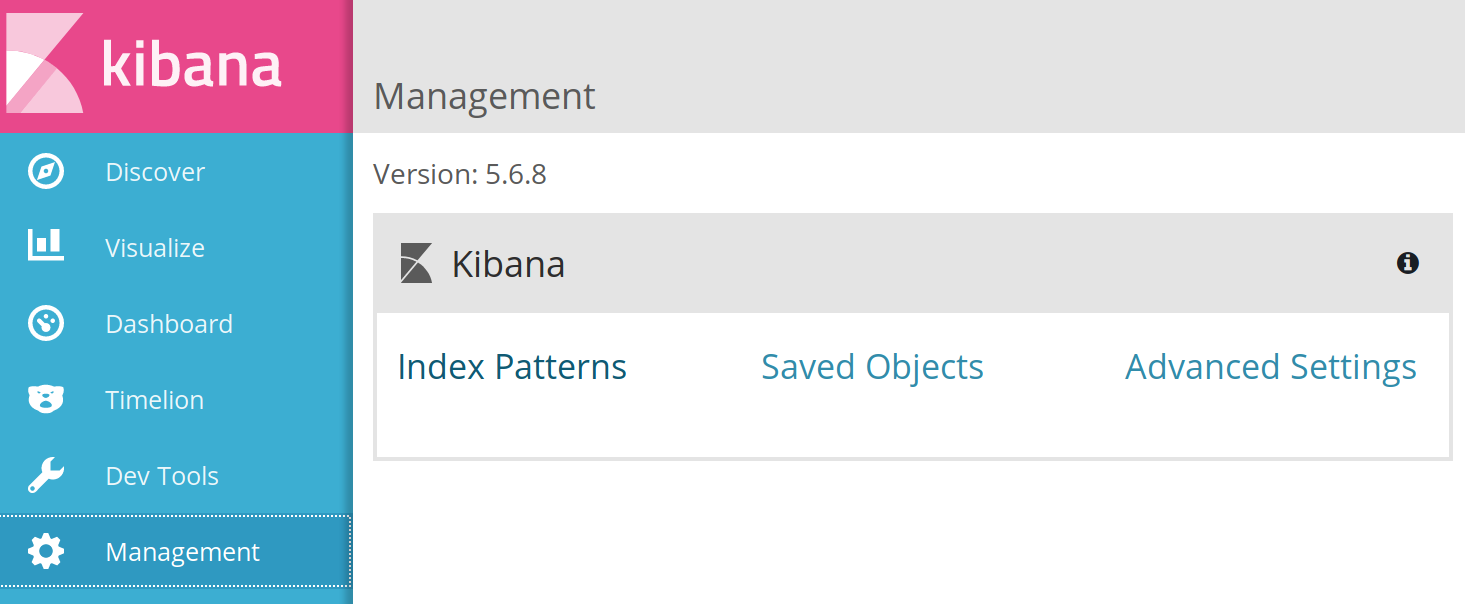 kibana
Discover
Visualize
Dashboard
Timelion
Dev Tools
Management
Management
Version: 5.6.8
Kibana
Index Patterns
Saved Objects
Advanced Settings